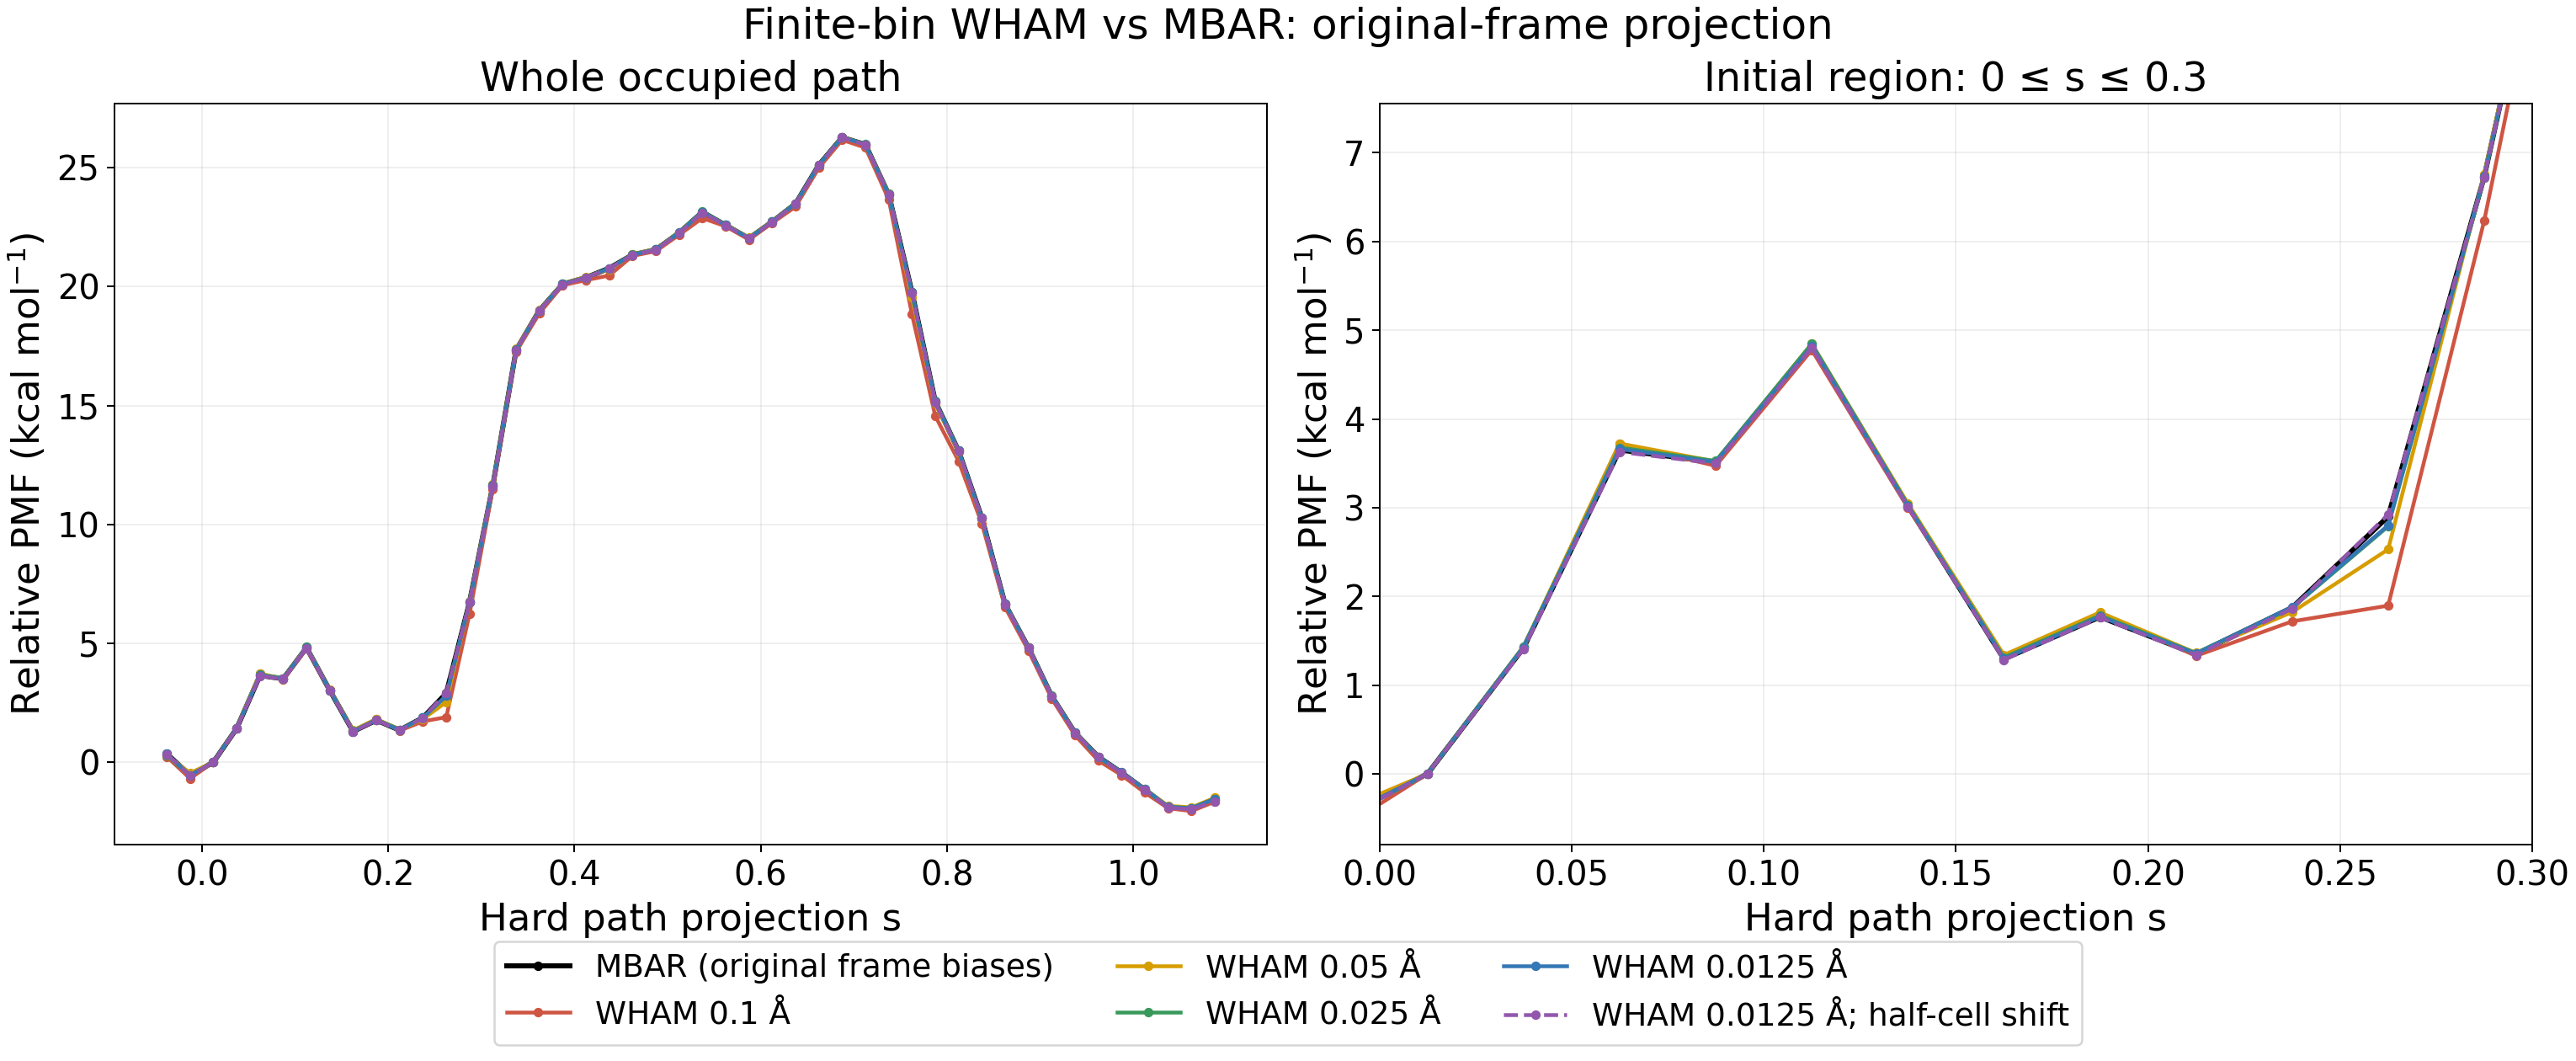 Finite-bin WHAM vs MBAR: original-frame projection
Whole occupied path
Relative PMF (kcal mol⁻¹)
25
20
15
10
5
0
0.0 0.2 0.4 0.6 0.8 1.0
Hard path projection s
Initial region: 0 ≤ s ≤ 0.3
Relative PMF (kcal mol⁻¹)
7
6
5
4
3
2
1
0
0.00 0.05 0.10 0.15 0.20 0.25 0.30
Hard path projection s
MBAR (original frame biases)
WHAM 0.1 Å
WHAM 0.05 Å
WHAM 0.025 Å
WHAM 0.0125 Å
WHAM 0.0125 Å; half-cell shift